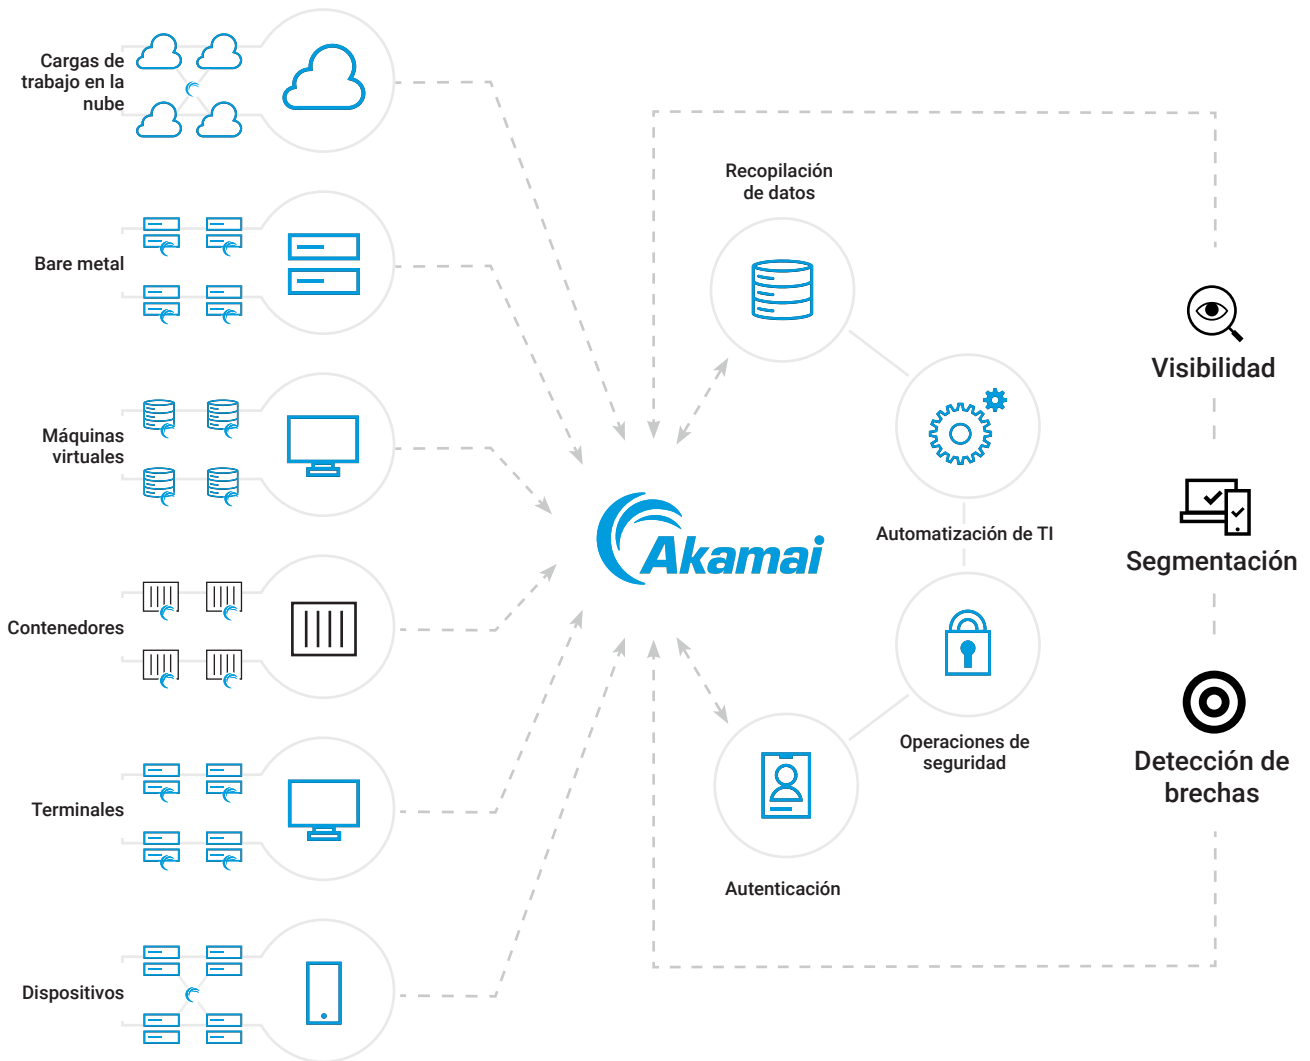 Cargas de
trabajo en la
nube
Bare metal
Máquinas
virtuales
Contenedores
Terminales
Dispositivos
Akamai
Recopilación
de datos
Automatización de TI
Operaciones de
seguridad
Autenticación
Visibilidad
Segmentación
Detección de
brechas